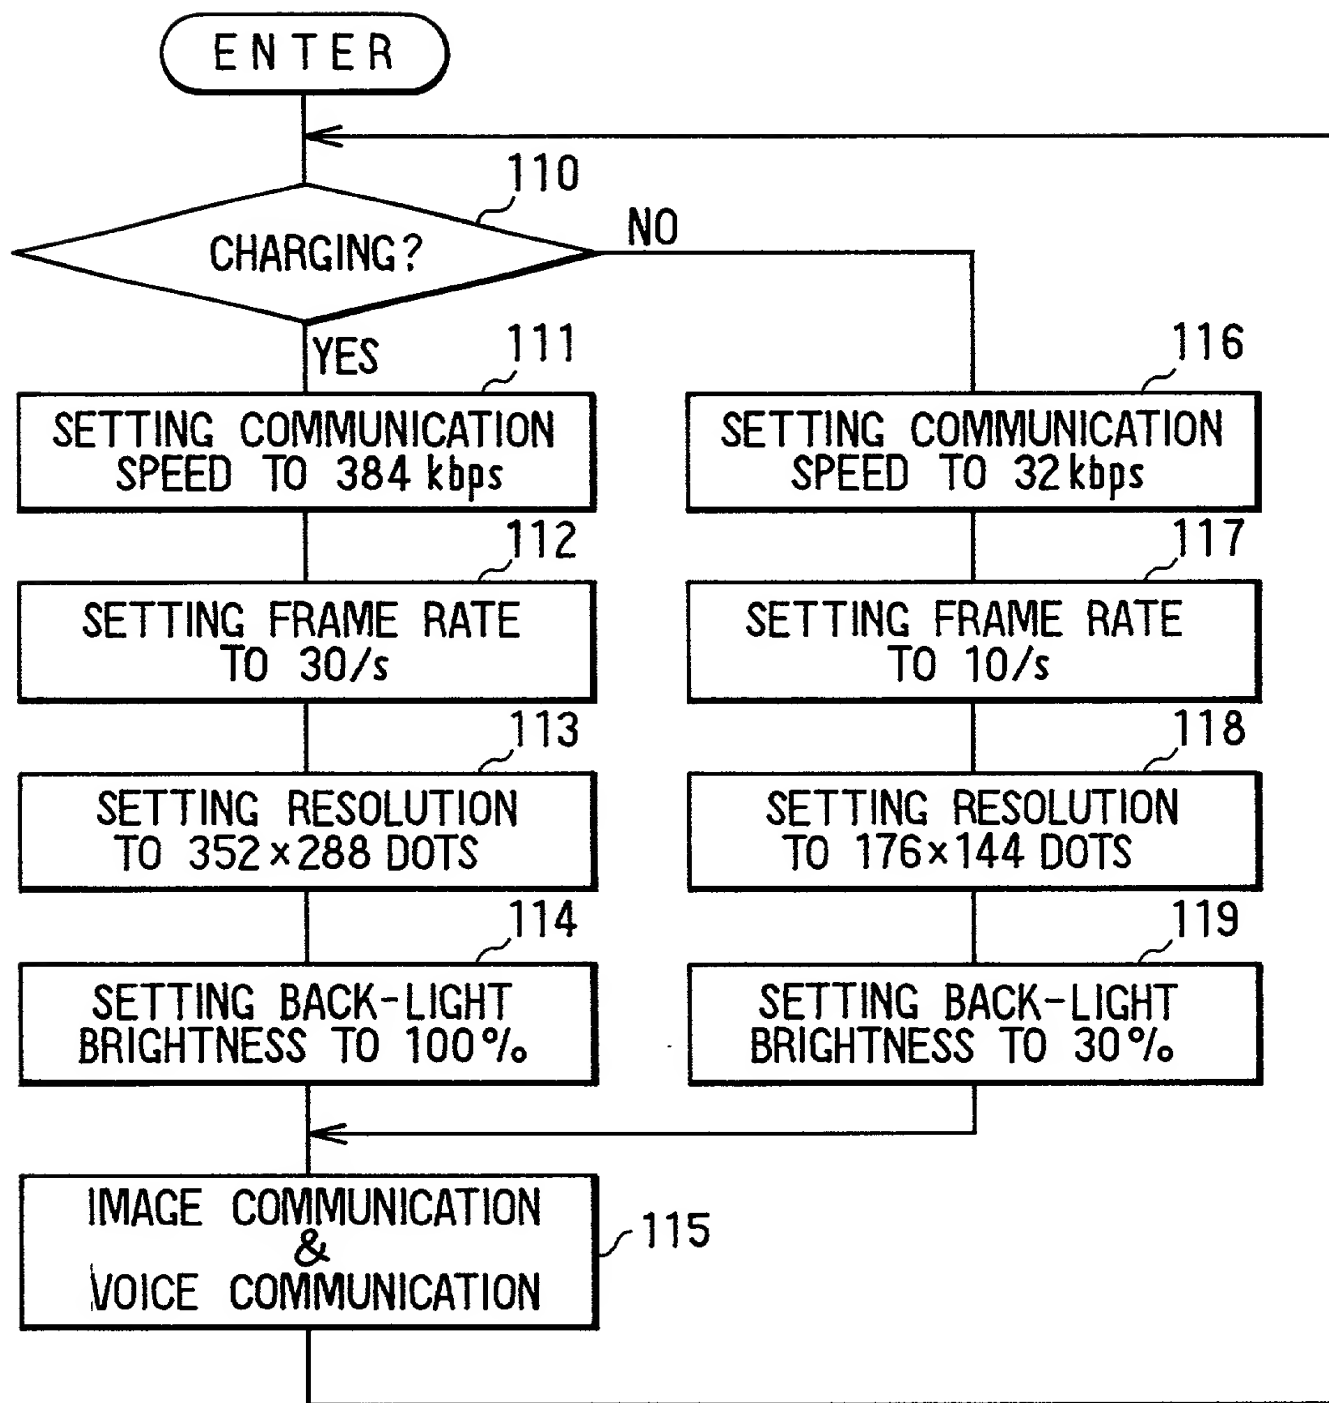 ENTER
110
CHARGING?
NO
YES
111
SETTING COMMUNICATION
SPEED TO 384 kbps
112
SETTING FRAME RATE
TO 30/s
113
SETTING RESOLUTION
TO 352×288 DOTS
114
SETTING BACK-LIGHT
BRIGHTNESS TO 100%
116
SETTING COMMUNICATION
SPEED TO 32 kbps
117
SETTING FRAME RATE
TO 10/s
118
SETTING RESOLUTION
TO 176×144 DOTS
119
SETTING BACK-LIGHT
BRIGHTNESS TO 30%
IMAGE COMMUNICATION
&
VOICE COMMUNICATION
115